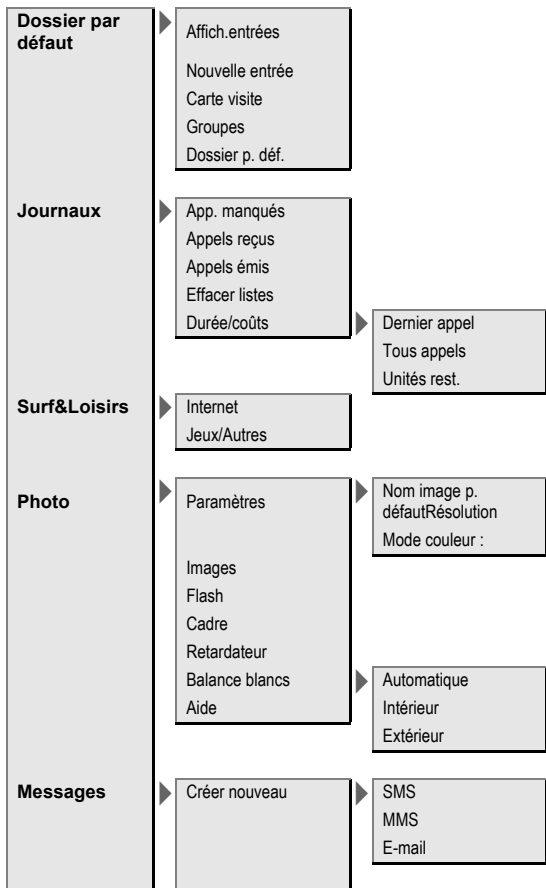 Dossier par
défaut
Affich.entrées
Nouvelle entrée
Carte visite
Groupes
Dossier p. déf.
Journaux
App. manqués
Appels reçus
Appels émis
Effacer listes
Durée/coûts
Dernier appel
Tous appels
Unités rest.
Surf&Loisirs
Internet
Jeux/Autres
Photo
Paramètres
Nom image p.
défautRésolution
Mode couleur :
Images
Flash
Cadre
Retardateur
Balance blancs
Aide
Automatique
Intérieur
Extérieur
Messages
Créer nouveau
SMS
MMS
E-mail